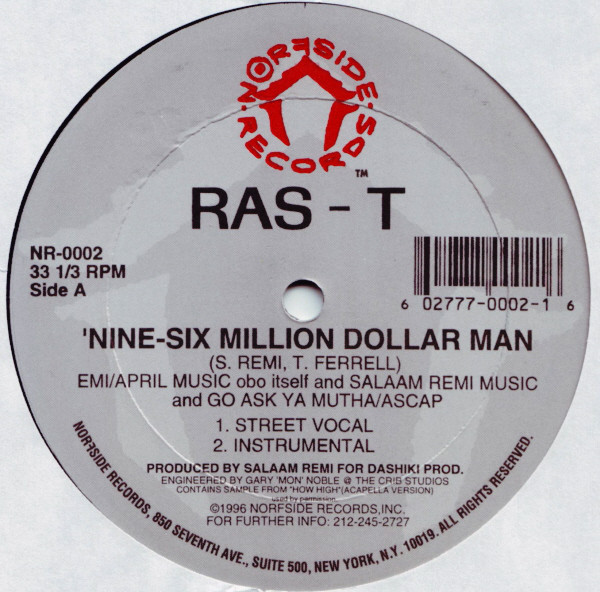 NORFSIDE RECORDS
TM
RAS - T
NR-0002
33 1/3 RPM
Side A
6 02777-0002-1 6
'NINE-SIX MILLION DOLLAR MAN
(S. REMI, T. FERRELL)
EMI/APRIL MUSIC obo itself and SALAAM REMI MUSIC
and GO ASK YA MUTHA/ASCAP
1. STREET VOCAL
2. INSTRUMENTAL
PRODUCED BY SALAAM REMI FOR DASHIKI PROD.
ENGINEERED BY GARY 'MON' NOBLE @ THE CRIB STUDIOS
CONTAINS SAMPLE FROM "HOW HIGH"(ACAPELLA VERSION)
used by permission
©1996 NORFSIDE RECORDS,INC.
FOR FURTHER INFO: 212-245-2727
NORFSIDE RECORDS, 850 SEVENTH AVE., SUITE 500, NEW YORK, N.Y. 10019. ALL RIGHTS RESERVED.